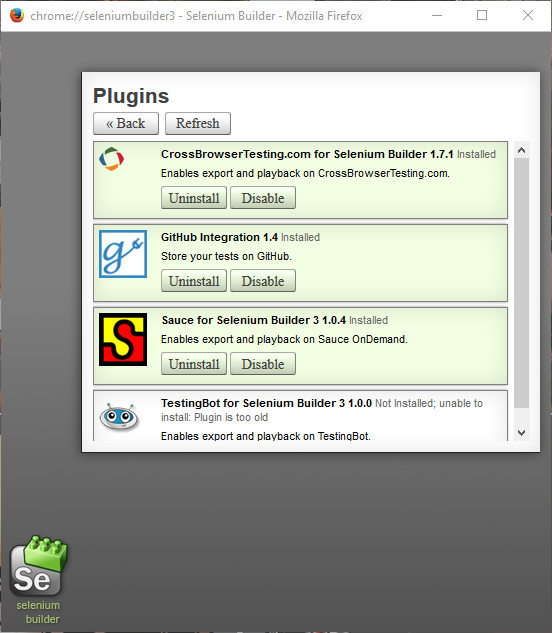 chrome://seleniumbuilder3 - Selenium Builder - Mozilla Firefox
Plugins
« Back Refresh
CrossBrowserTesting.com for Selenium Builder 1.7.1 Installed
Enables export and playback on CrossBrowserTesting.com.
Uninstall Disable
g
GitHub Integration 1.4 Installed
Store your tests on GitHub.
Uninstall Disable
S
Sauce for Selenium Builder 3 1.0.4 Installed
Enables export and playback on Sauce OnDemand.
Uninstall Disable
TestingBot for Selenium Builder 3 1.0.0 Not Installed; unable to
install: Plugin is too old
Enables export and playback on TestingBot.
Se
selenium
builder